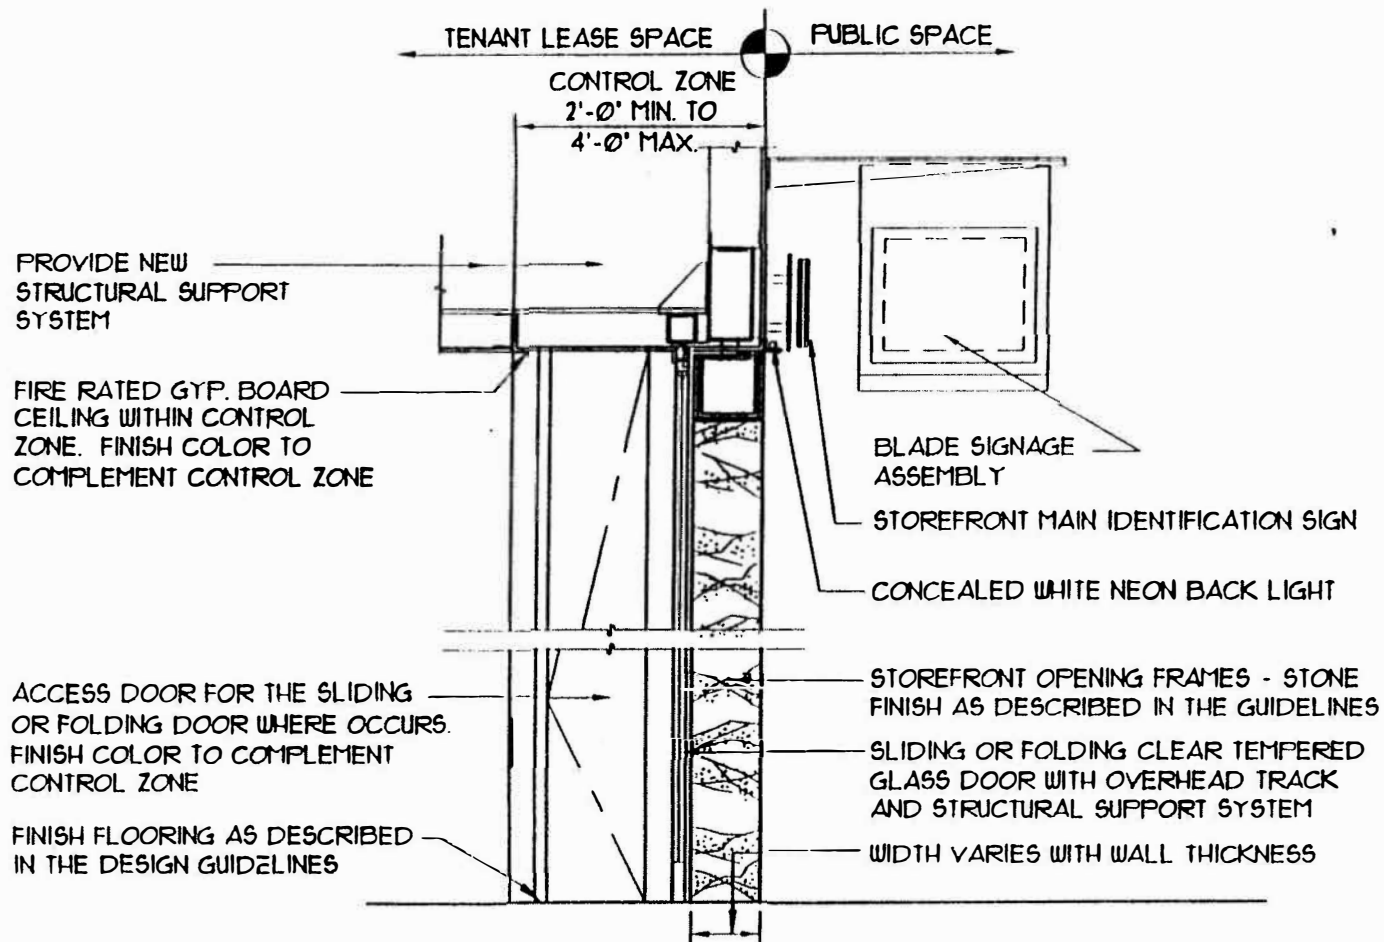 TENANT LEASE SPACE
PUBLIC SPACE
CONTROL ZONE
2'-0" MIN. TO
4'-0" MAX.
PROVIDE NEW
STRUCTURAL SUPPORT
SYSTEM
FIRE RATED GYP. BOARD
CEILING WITHIN CONTROL
ZONE. FINISH COLOR TO
COMPLEMENT CONTROL ZONE
BLADE SIGNAGE
ASSEMBLY
STOREFRONT MAIN IDENTIFICATION SIGN
CONCEALED WHITE NEON BACK LIGHT
ACCESS DOOR FOR THE SLIDING
OR FOLDING DOOR WHERE OCCURS.
FINISH COLOR TO COMPLEMENT
CONTROL ZONE
STOREFRONT OPENING FRAMES - STONE
FINISH AS DESCRIBED IN THE GUIDELINES
SLIDING OR FOLDING CLEAR TEMPERED
GLASS DOOR WITH OVERHEAD TRACK
AND STRUCTURAL SUPPORT SYSTEM
FINISH FLOORING AS DESCRIBED
IN THE DESIGN GUIDELINES
WIDTH VARIES WITH WALL THICKNESS